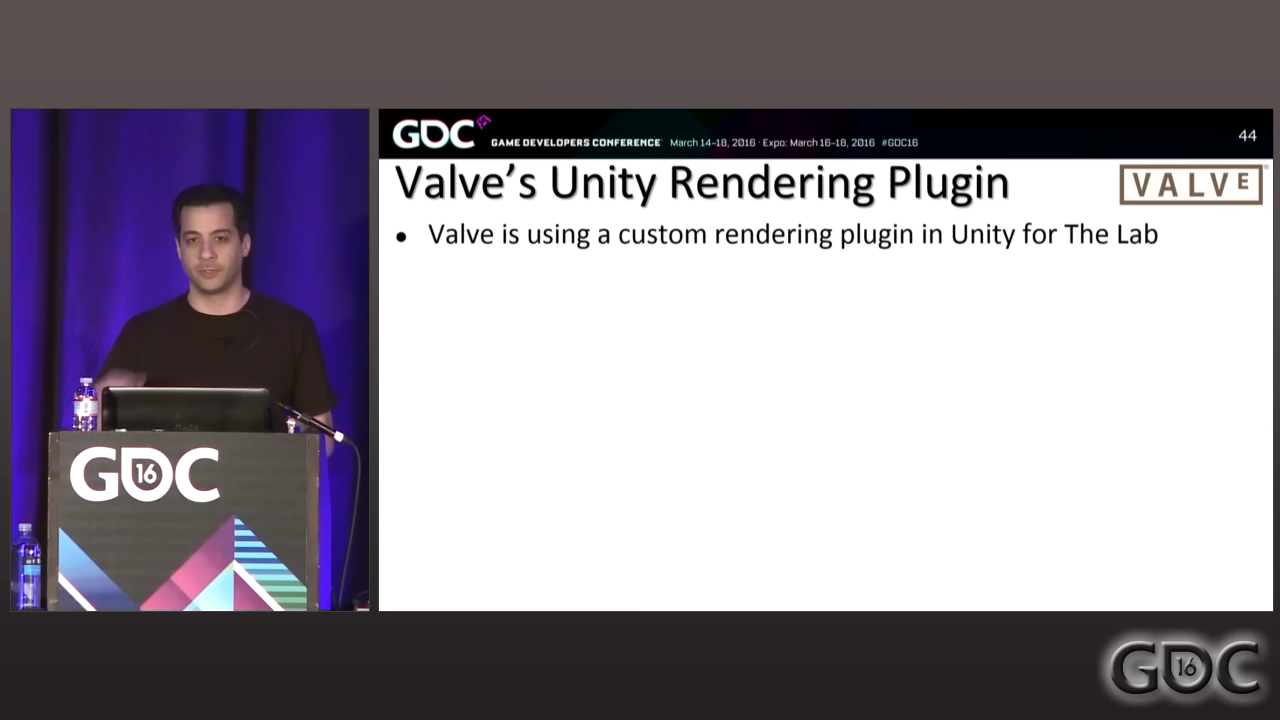 GDC
GAME DEVELOPERS CONFERENCE® March 14-18, 2016 · Expo: March 16-18, 2016 #GDC16
44
Valve's Unity Rendering Plugin
VALVE®
● Valve is using a custom rendering plugin in Unity for The Lab
GDC
16
GDC
16